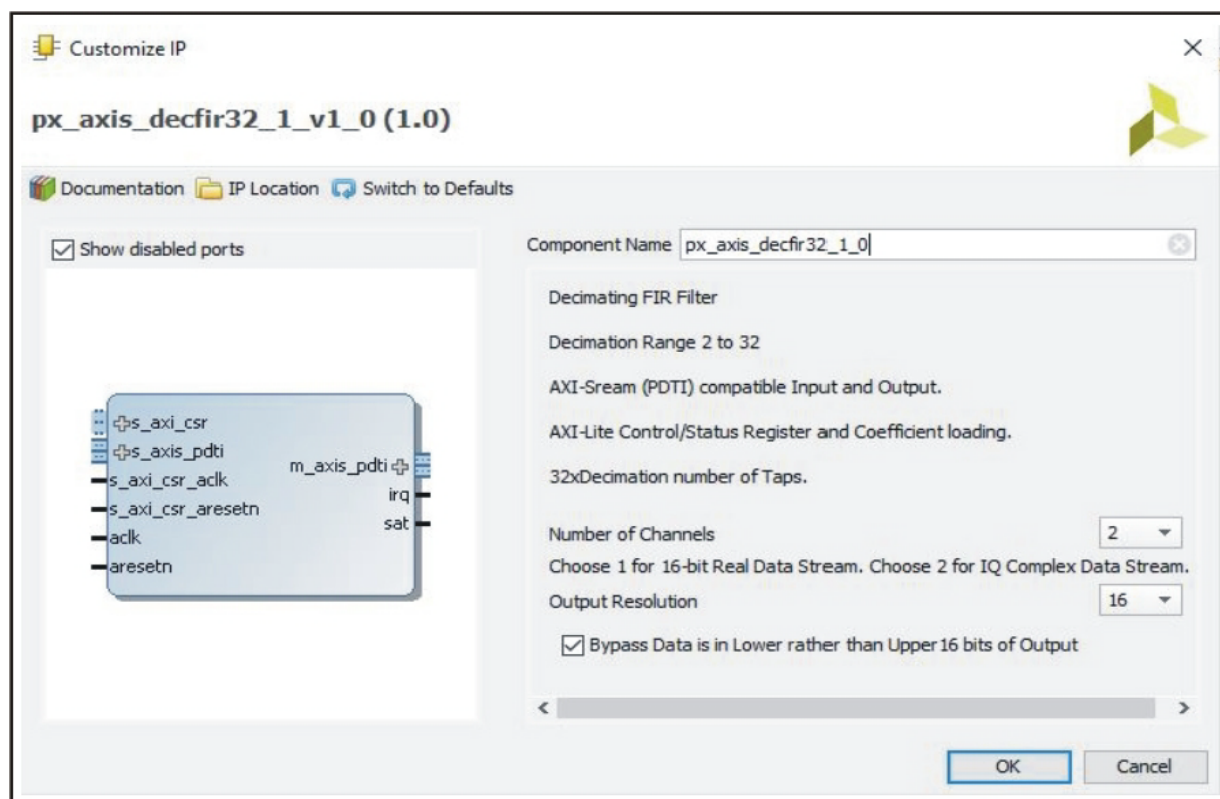 Customize IP
px_axis_decfir32_1_v1_0 (1.0)
Documentation IP Location Switch to Defaults
Show disabled ports
s_axi_csr
s_axis_pdti
s_axi_csr_aclk
s_axi_csr_aresetn
aclk
aresetn
m_axis_pdti
irq
sat
Component Name px_axis_decfir32_1_0
Decimating FIR Filter
Decimation Range 2 to 32
AXI-Sream (PDTI) compatible Input and Output.
AXI-Lite Control/Status Register and Coefficient loading.
32xDecimation number of Taps.
Number of Channels 2
Choose 1 for 16-bit Real Data Stream. Choose 2 for IQ Complex Data Stream.
Output Resolution 16
Bypass Data is in Lower rather than Upper 16 bits of Output
OK Cancel